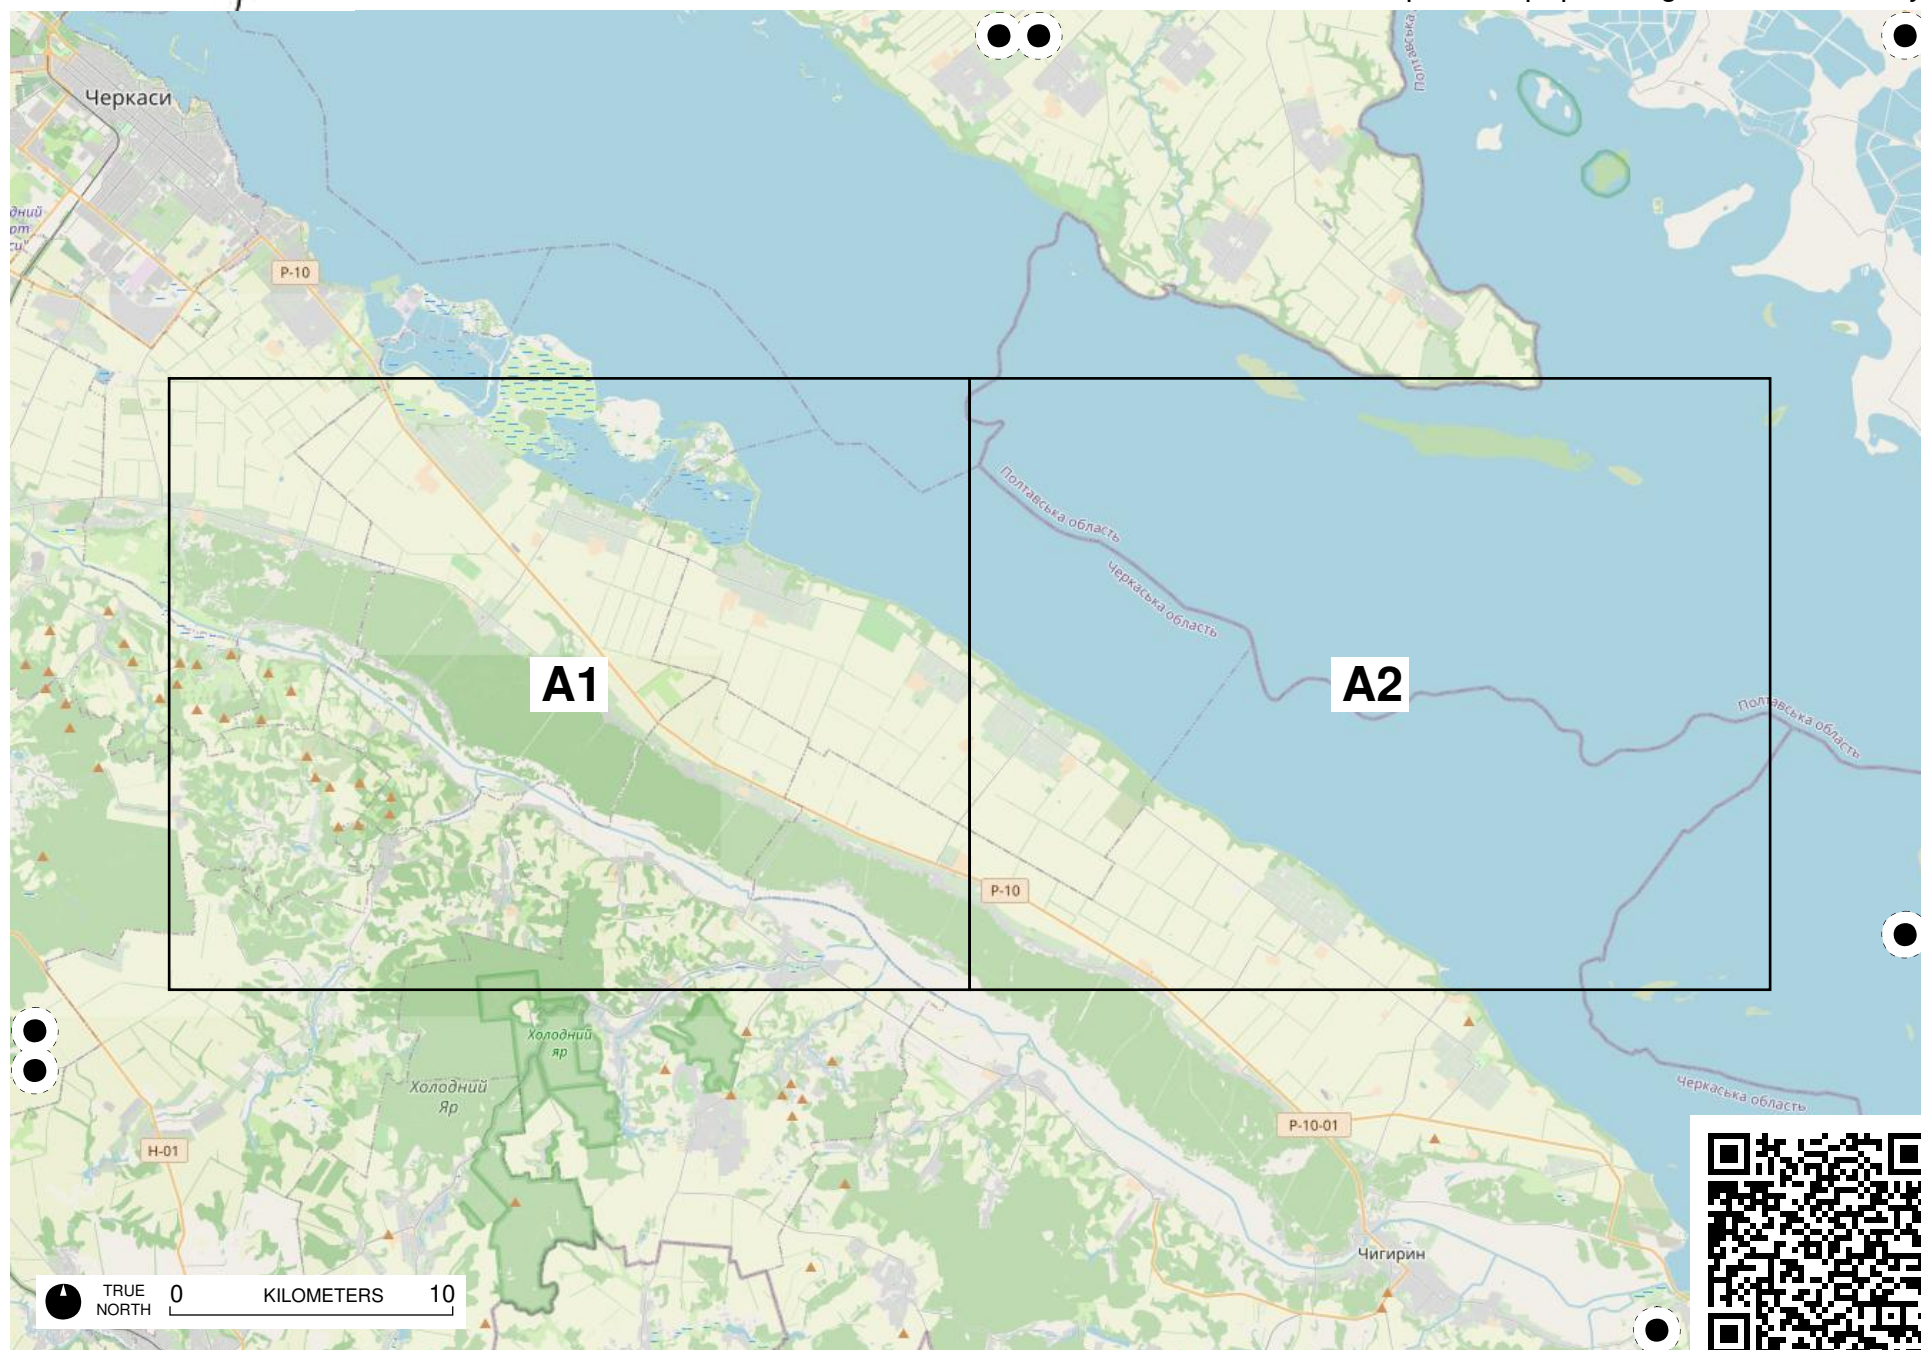 Черкаси
Полтавська
P-10
Полтавська область
Черкаська область
A1
A2
Полтавська область
P-10
Холодний
яр
Холодний
Яр
Черкаська область
P-10-01
H-01
Чигирин
TRUE
NORTH
0
KILOMETERS
10